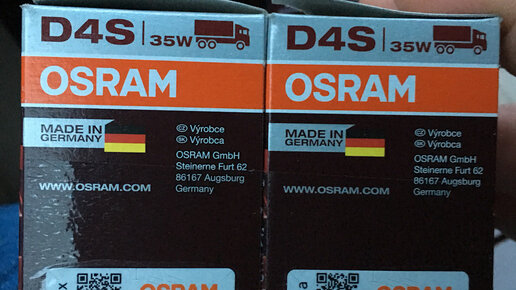 D4S 35W
OSRAM
MADE IN
GERMANY
Výrobce
Výrobca
OSRAM GmbH
Steinerne Furt 62
86167 Augsburg
Germany
WWW.OSRAM.COM
OSRAM
D4S 35W
OSRAM
MADE IN
GERMANY
Výrobce
Výrobca
OSRAM GmbH
Steinerne Furt 62
86167 Augsburg
Germany
WWW.OSRAM.COM
OSRAM